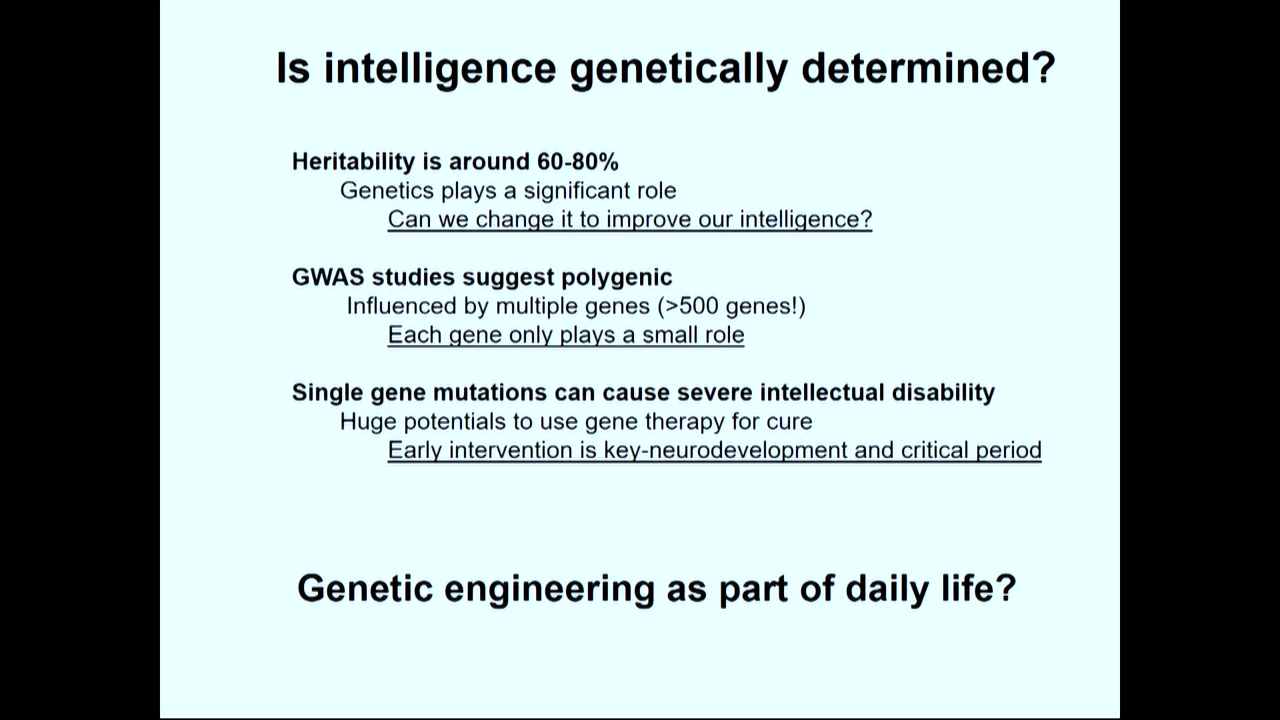 Is intelligence genetically determined?
Heritability is around 60-80%
Genetics plays a significant role
Can we change it to improve our intelligence?
GWAS studies suggest polygenic
Influenced by multiple genes (>500 genes!)
Each gene only plays a small role
Single gene mutations can cause severe intellectual disability
Huge potentials to use gene therapy for cure
Early intervention is key-neurodevelopment and critical period
Genetic engineering as part of daily life?